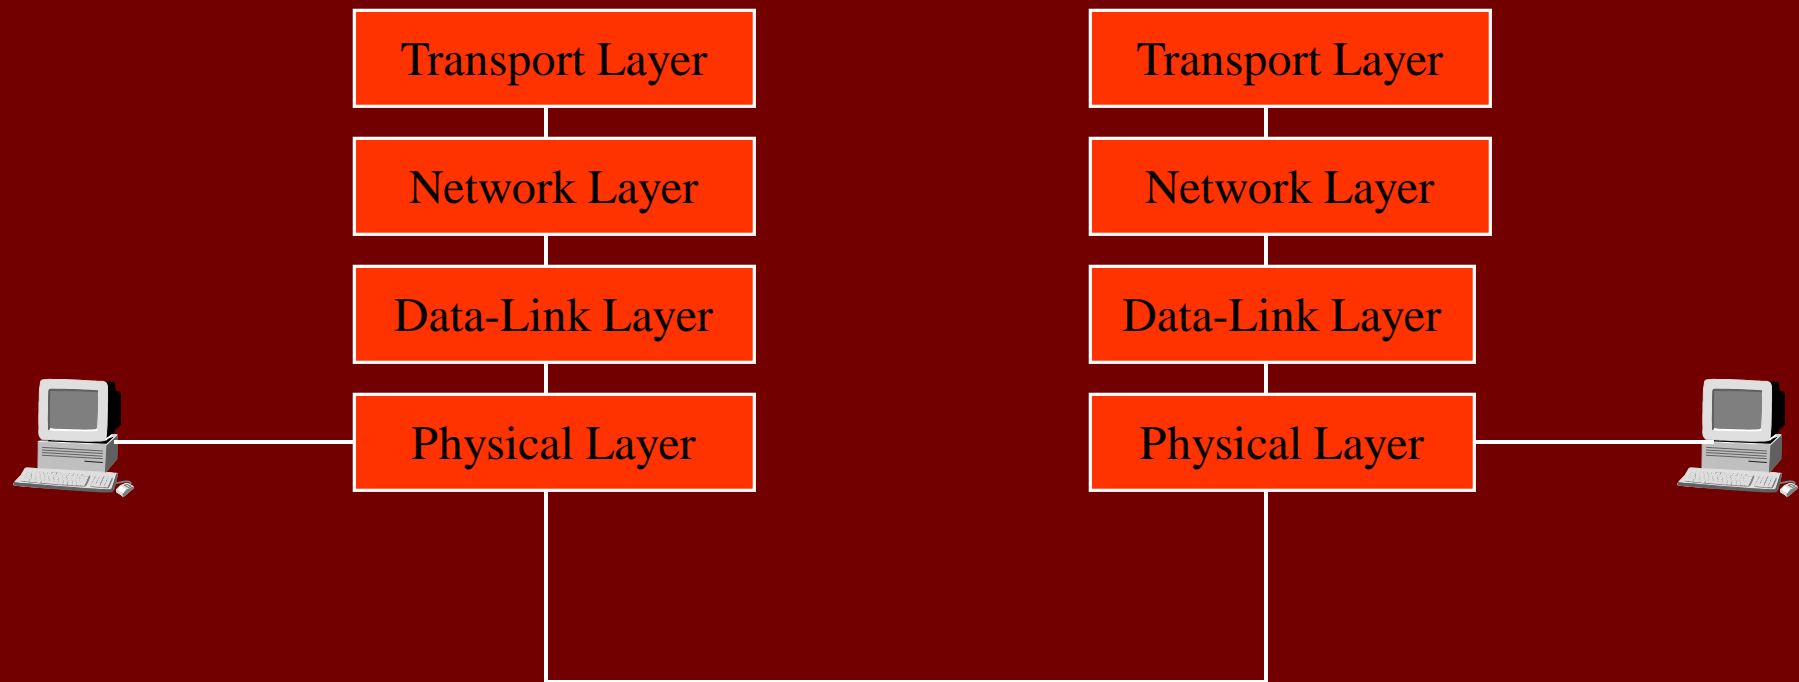 Transport Layer
Network Layer
Data-Link Layer
Physical Layer
Transport Layer
Network Layer
Data-Link Layer
Physical Layer